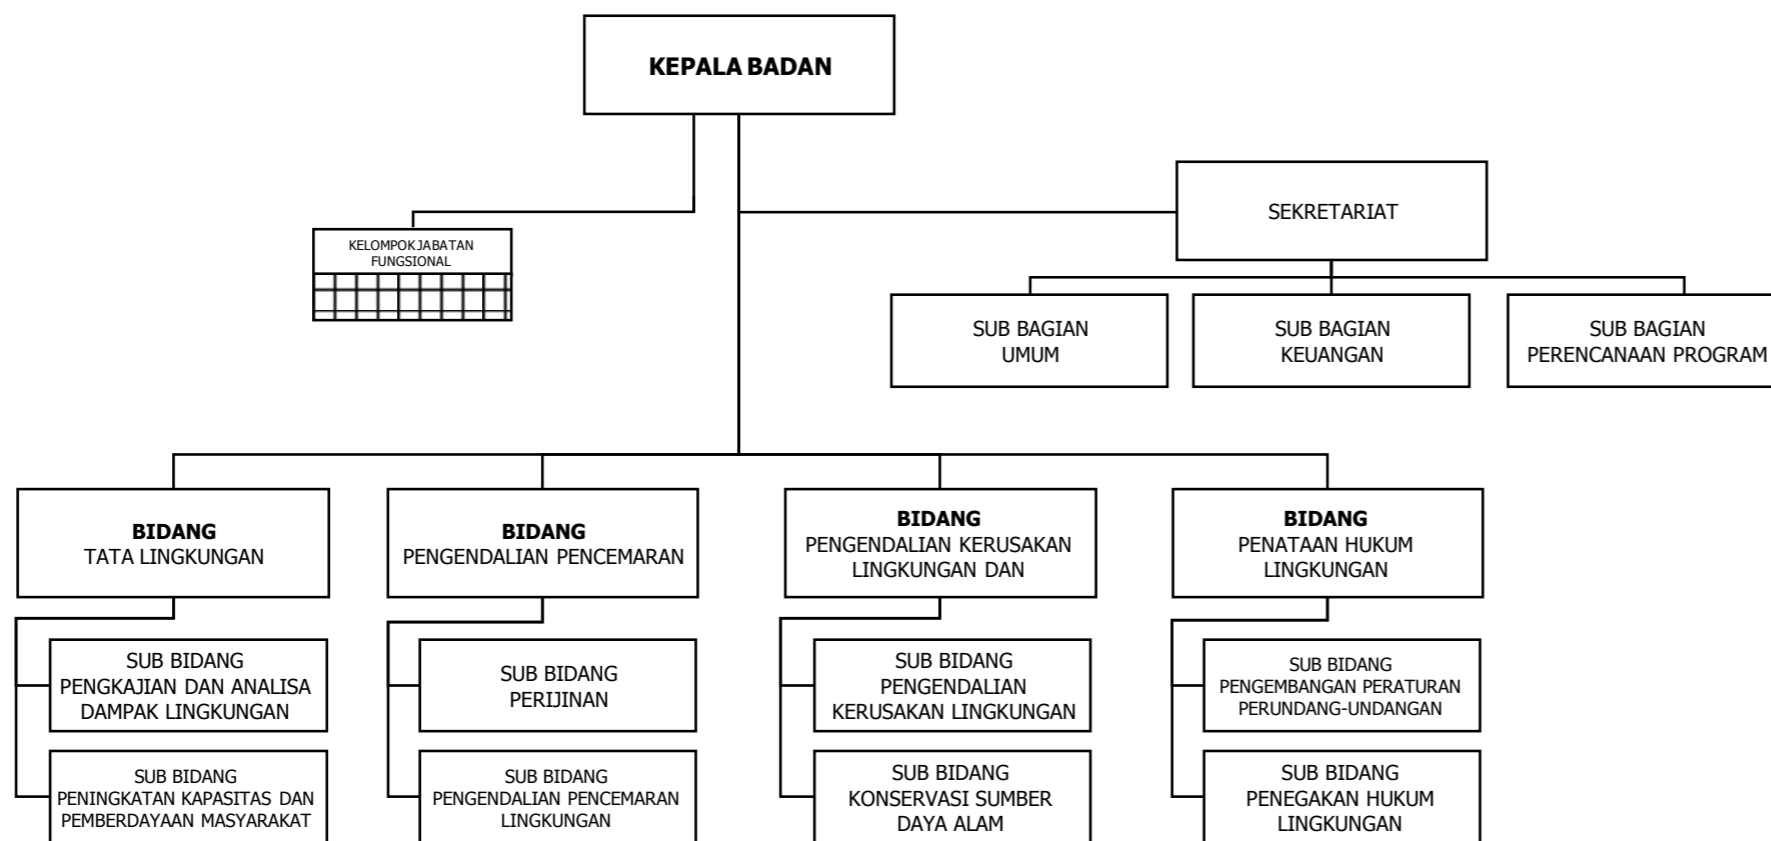 KEPALA BADAN
SEKRETARIAT
KELOMPOK JABATAN
FUNGSIONAL
SUB BAGIAN
UMUM
SUB BAGIAN
KEUANGAN
SUB BAGIAN
PERENCANAAN PROGRAM
BIDANG
TATA LINGKUNGAN
BIDANG
PENGENDALIAN PENCEMARAN
BIDANG
PENGENDALIAN KERUSAKAN
LINGKUNGAN DAN
BIDANG
PENATAAN HUKUM
LINGKUNGAN
SUB BIDANG
PENGKAJIAN DAN ANALISA
DAMPAK LINGKUNGAN
SUB BIDANG
PERIJINAN
SUB BIDANG
PENGENDALIAN
KERUSAKAN LINGKUNGAN
SUB BIDANG
PENGEMBANGAN PERATURAN
PERUNDANG-UNDANGAN
SUB BIDANG
PENINGKATAN KAPASITAS DAN
PEMBERDAYAAN MASYARAKAT
SUB BIDANG
PENGENDALIAN PENCEMARAN
LINGKUNGAN
SUB BIDANG
KONSERVASI SUMBER
DAYA ALAM
SUB BIDANG
PENEGAKAN HUKUM
LINGKUNGAN